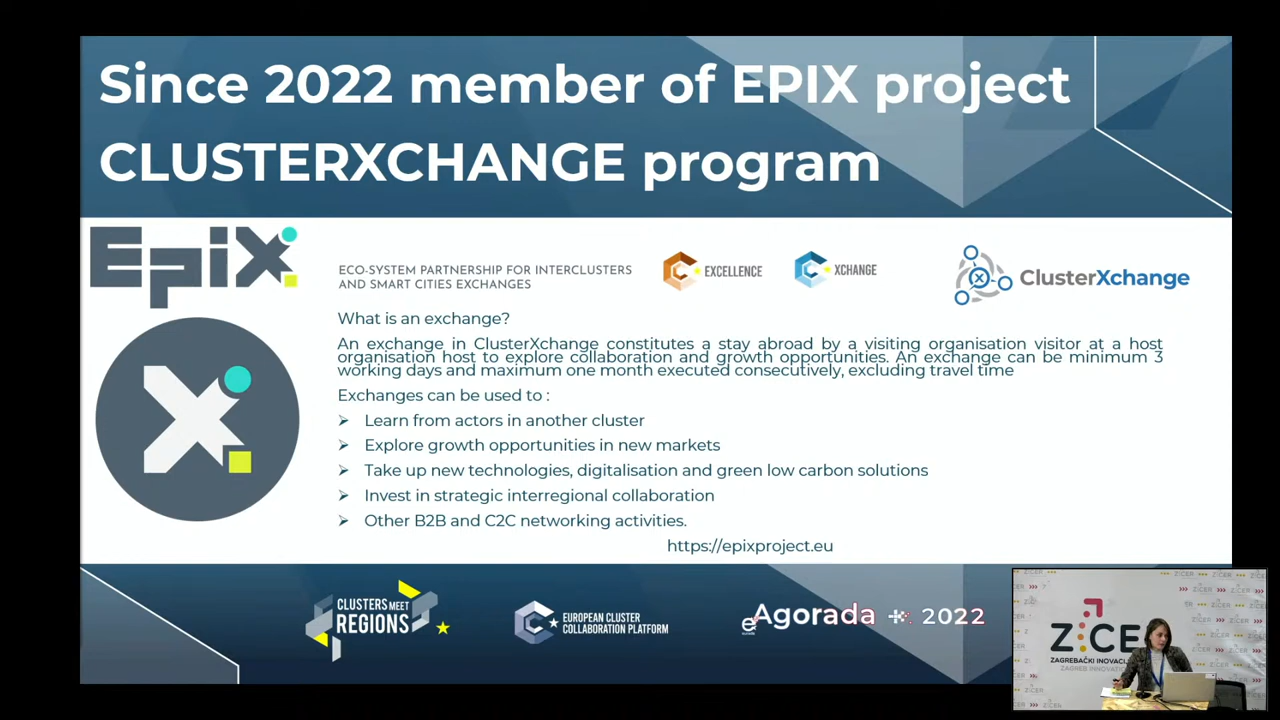 Since 2022 member of EPIX project
CLUSTERXCHANGE program
EpiX
ECO-SYSTEM PARTNERSHIP FOR INTERCLUSTERS
AND SMART CITIES EXCHANGES
EXCELLENCE
XCHANGE
ClusterXchange
What is an exchange?
An exchange in ClusterXchange constitutes a stay abroad by a visiting organisation visitor at a host
organisation host to explore collaboration and growth opportunities. An exchange can be minimum 3
working days and maximum one month executed consecutively, excluding travel time
Exchanges can be used to :
Learn from actors in another cluster
Explore growth opportunities in new markets
Take up new technologies, digitalisation and green low carbon solutions
Invest in strategic interregional collaboration
Other B2B and C2C networking activities.
https://epixproject.eu
CLUSTERS MEET
REGIONS
EUROPEAN CLUSTER
COLLABORATION PLATFORM
Agorada + 2022
ZICER
ZAGREBAČKI
ZAGREB